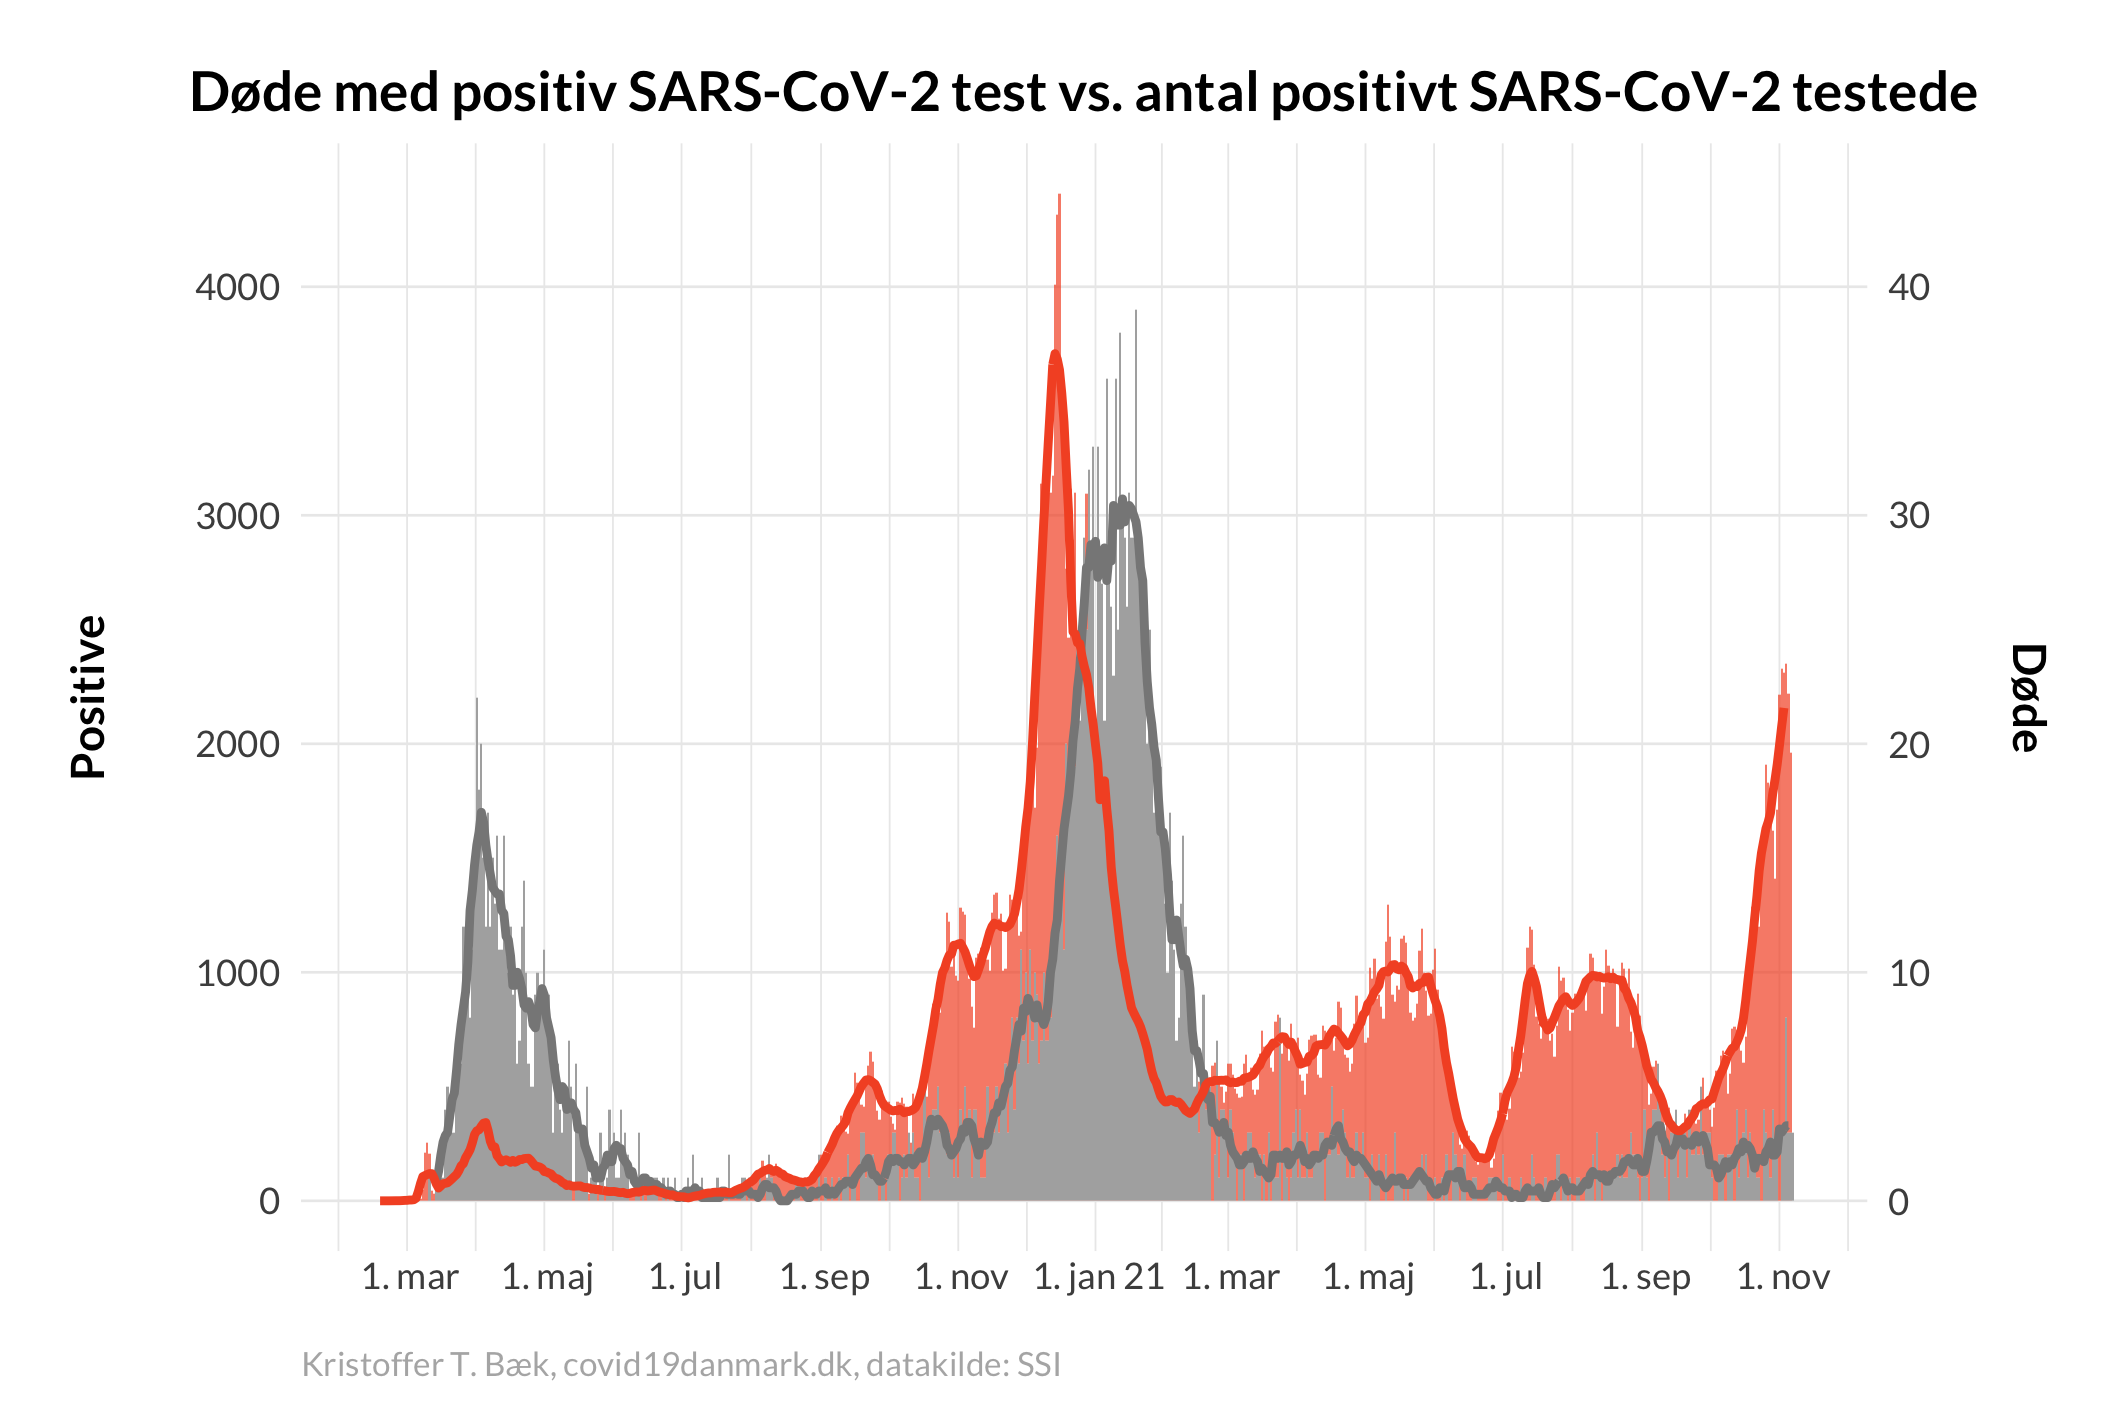 Døde med positiv SARS-CoV-2 test vs. antal positivt SARS-CoV-2 testede
Positive
4000
3000
2000
1000
0
40
30
20
10
0
Døde
1. mar
1. maj
1. jul
1. sep
1. nov
1. jan 21
1. mar
1. maj
1. jul
1. sep
1. nov
Kristoffer T. Bæk, covid19danmark.dk, datakilde: SSI